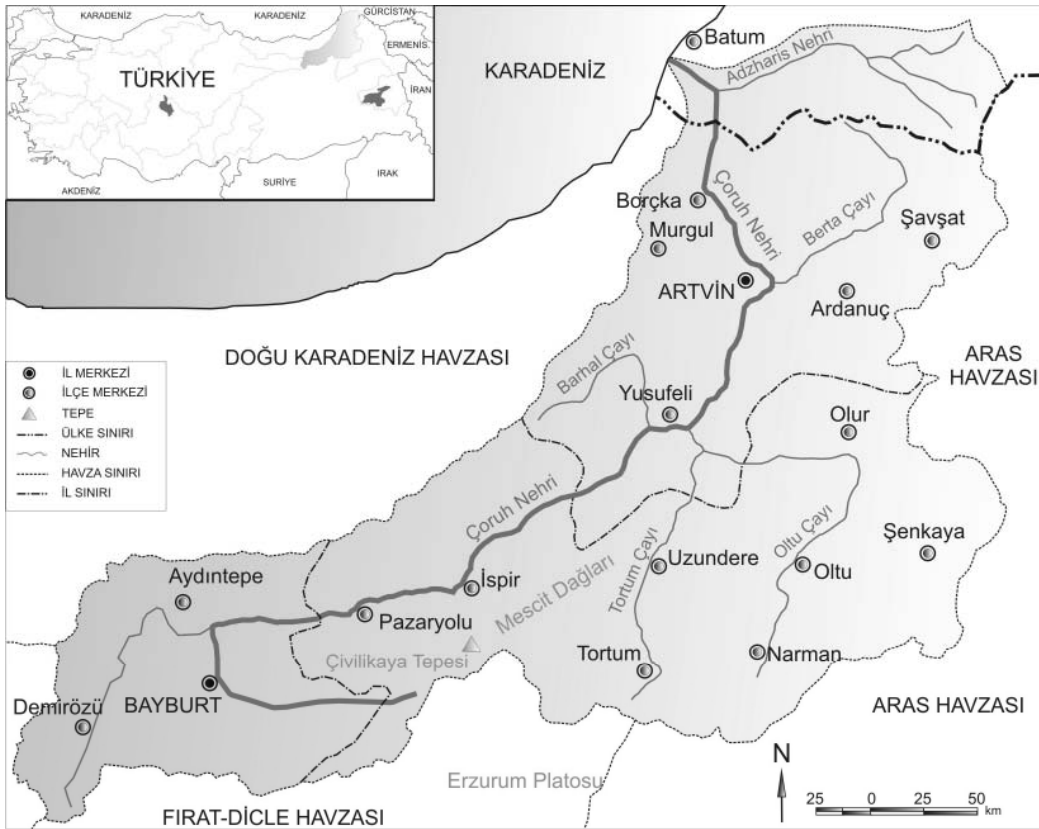 KARADENİZ
KARADENİZ
GÜRCİSTAN
ERMENİS.
TÜRKİYE
İRAN
AKDENİZ
SURİYE
IRAK
KARADENİZ
Batum
Adzharis Nehri
Borçka
Murgul
Çoruh Nehri
Berta Çayı
Şavşat
ARTVİN
Ardanuç
DOĞU KARADENİZ HAVZASI
ARAS
HAVZASI
Barhal Çayı
Yusufeli
Olur
İL MERKEZİ
İLÇE MERKEZİ
TEPE
ÜLKE SINIRI
NEHİR
HAVZA SINIRI
İL SINIRI
Çoruh Nehri
Tortum Çayı
Oltu Çayı
Şenkaya
Uzundere
Oltu
Aydıntepe
İspir
Mescit Dağları
Pazaryolu
Çivilikaya Tepesi
Tortum
Narman
BAYBURT
Demirözü
ARAS HAVZASI
Erzurum Platosu
FIRAT-DİCLE HAVZASI
N
25 0 25 50
km